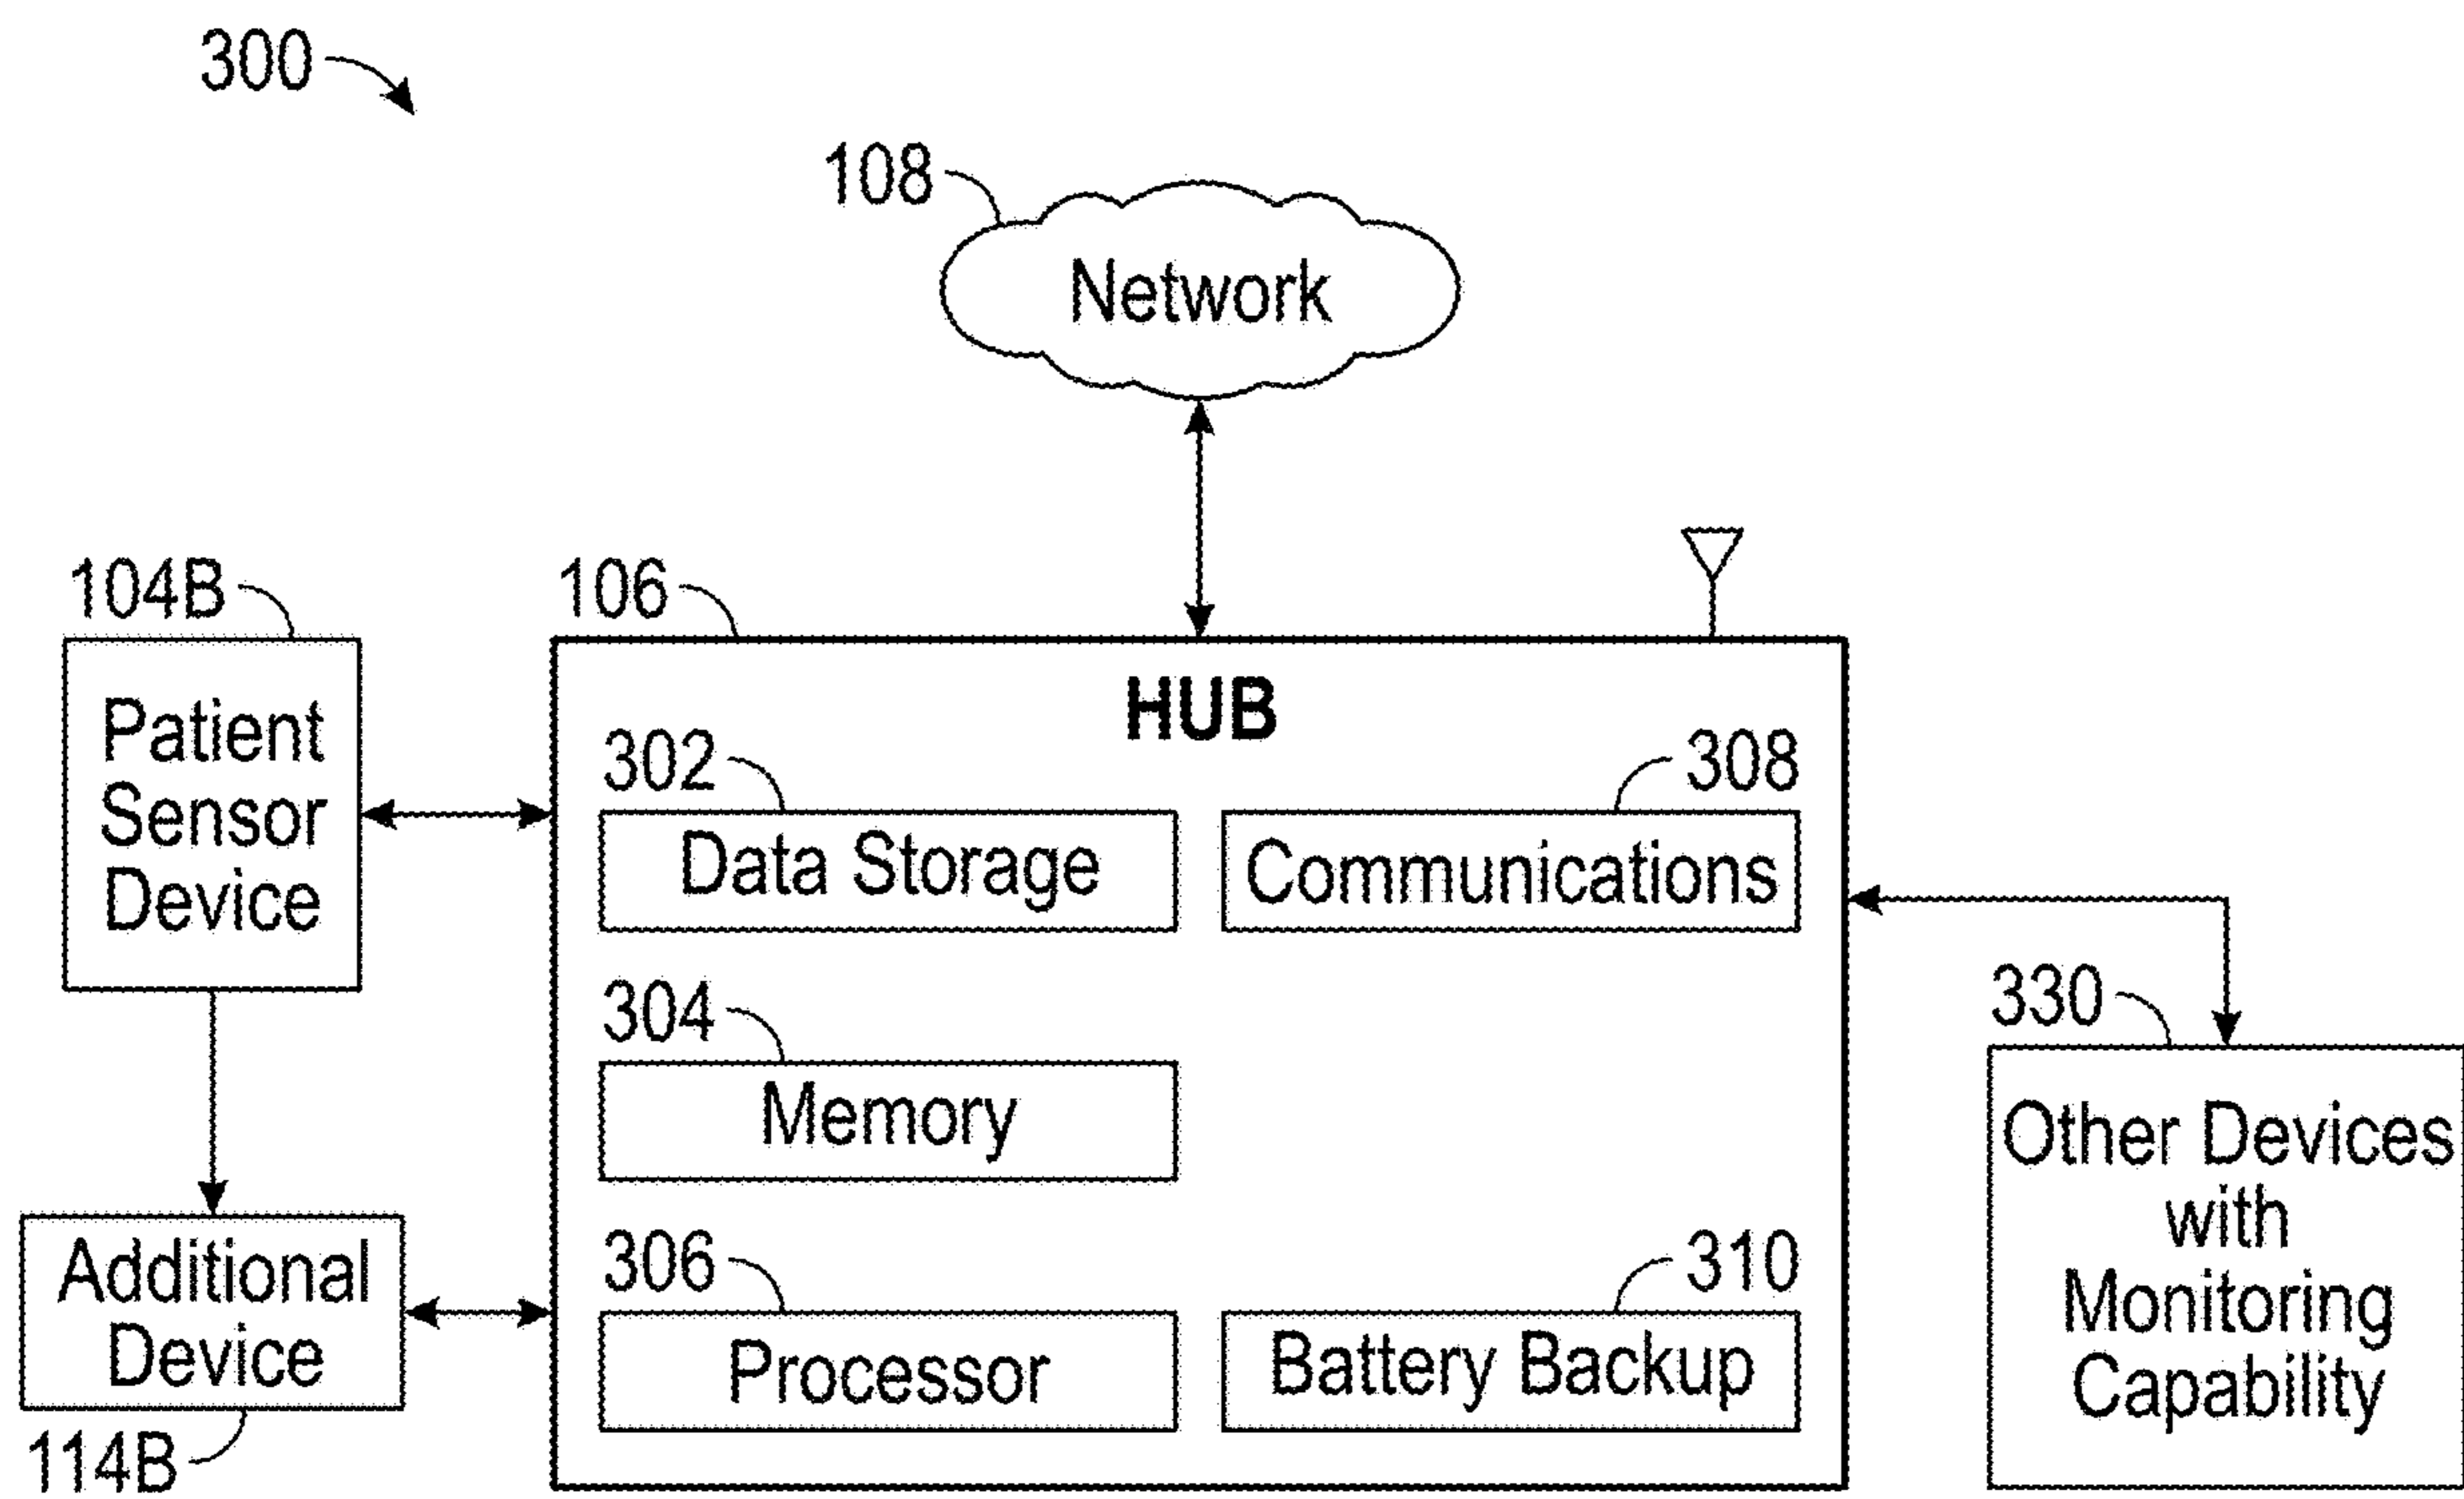 300
108
Network
104B
106
Patient
Sensor
Device
HUB
302
Data Storage
308
Communications
304
Memory
330
Other Devices
with
Monitoring
Capability
Additional
Device
114B
306
Processor
310
Battery Backup